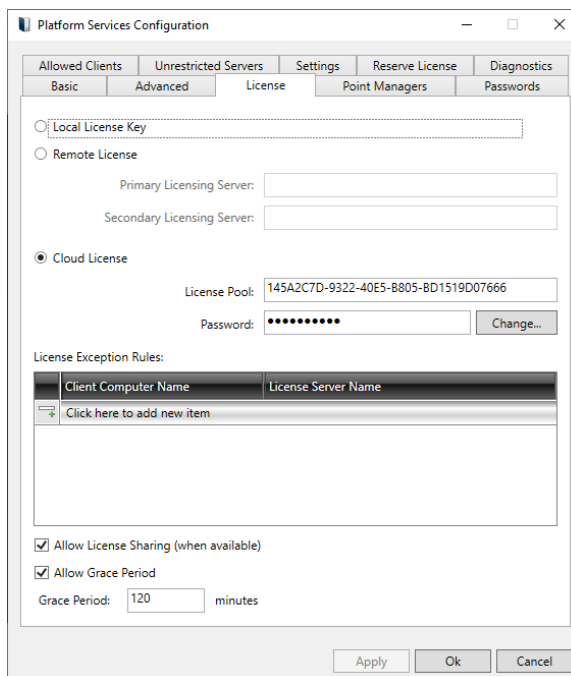 Platform Services Configuration
Allowed Clients Unrestricted Servers Settings Reserve License Diagnostics
Basic Advanced License Point Managers Passwords
Local License Key
Remote License
Primary Licensing Server:
Secondary Licensing Server:
Cloud License
License Pool: 145A2C7D-9322-40E5-B805-BD1519D07666
Password: ●●●●●●●●●● Change...
License Exception Rules:
Client Computer Name License Server Name
Click here to add new item
Allow License Sharing (when available)
Allow Grace Period
Grace Period: 120 minutes
Apply Ok Cancel